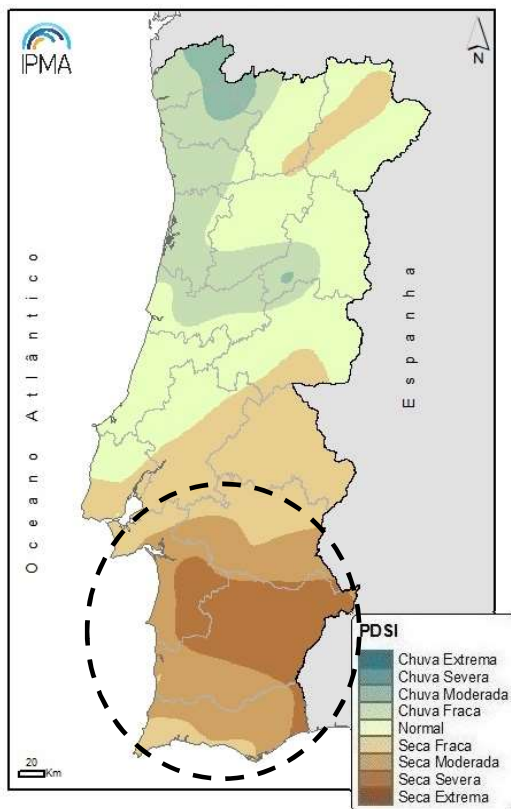 IPMA
N
Oceano Atlântico
Espanha
PDSI
Chuva Extrema
Chuva Severa
Chuva Moderada
Chuva Fraca
Normal
Seca Fraca
Seca Moderada
Seca Severa
Seca Extrema
20
Km